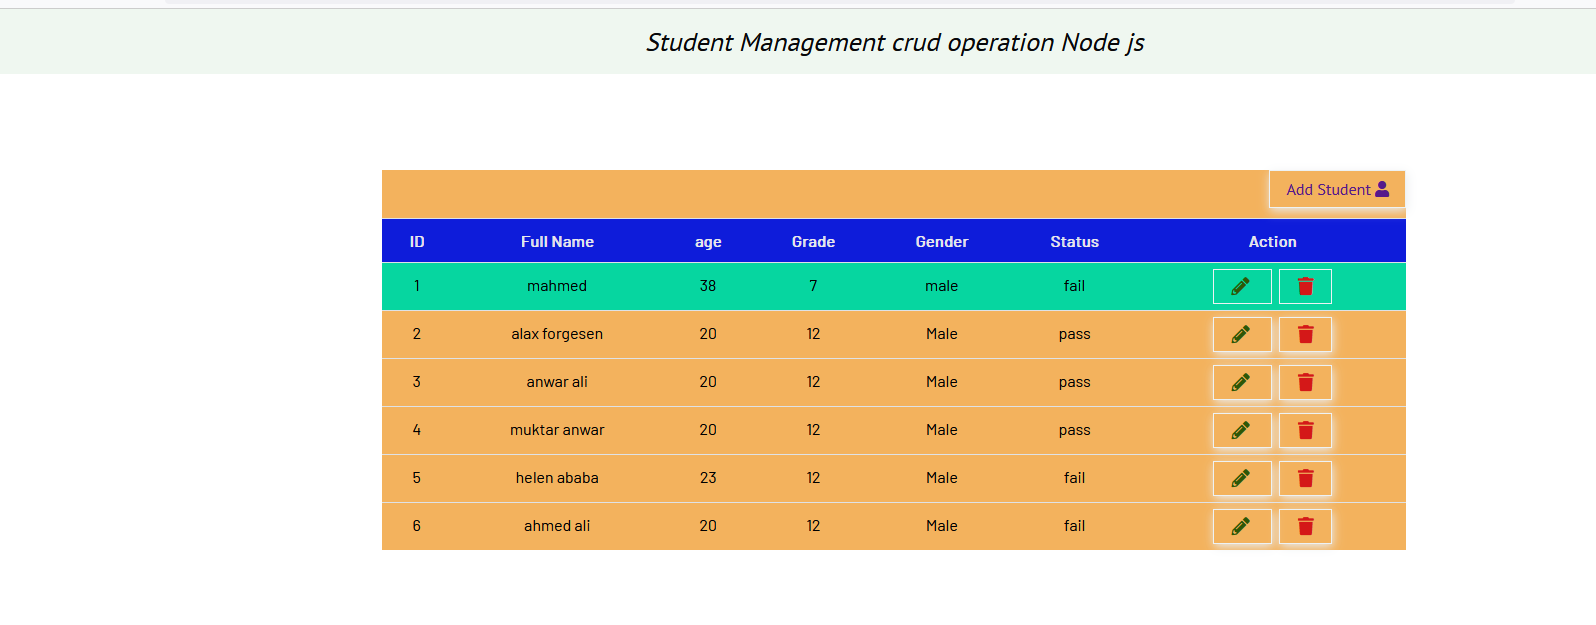 Student Management crud operation Node js
Add Student
ID Full Name age Grade Gender Status Action
1 mahmed 38 7 male fail
2 alax forgesen 20 12 Male pass
3 anwar ali 20 12 Male pass
4 muktar anwar 20 12 Male pass
5 helen ababa 23 12 Male fail
6 ahmed ali 20 12 Male fail